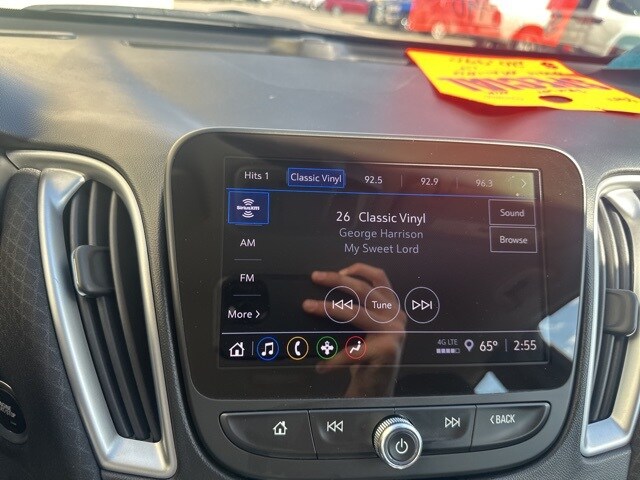 Hits 1 Classic Vinyl 92.5 92.9 96.3
SiriusXM
26 Classic Vinyl
Sound
George Harrison
AM
My Sweet Lord
Browse
FM
Tune
More
4G LTE 65° 2:55
BACK